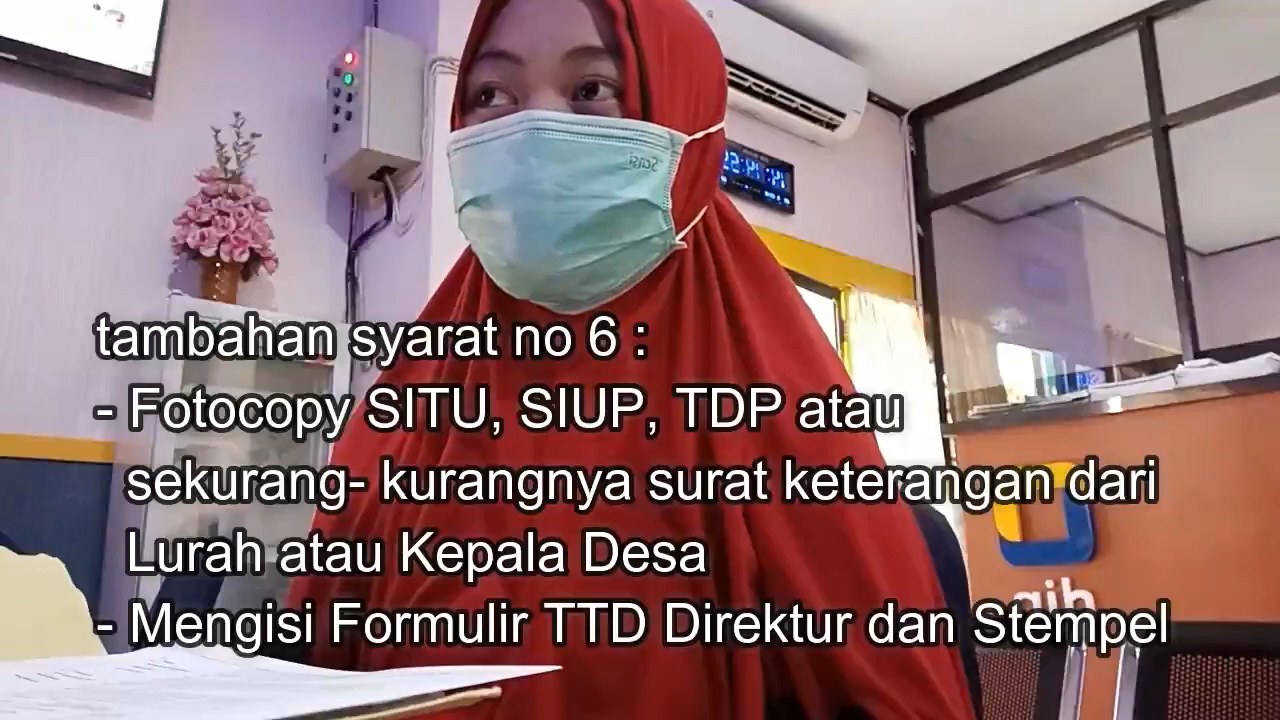 tambahan syarat no 6 :
- Fotocopy SITU, SIUP, TDP atau
sekurang- kurangnya surat keterangan dari
Lurah atau Kepala Desa
- Mengisi Formulir TTD Direktur dan Stempel
Sensi